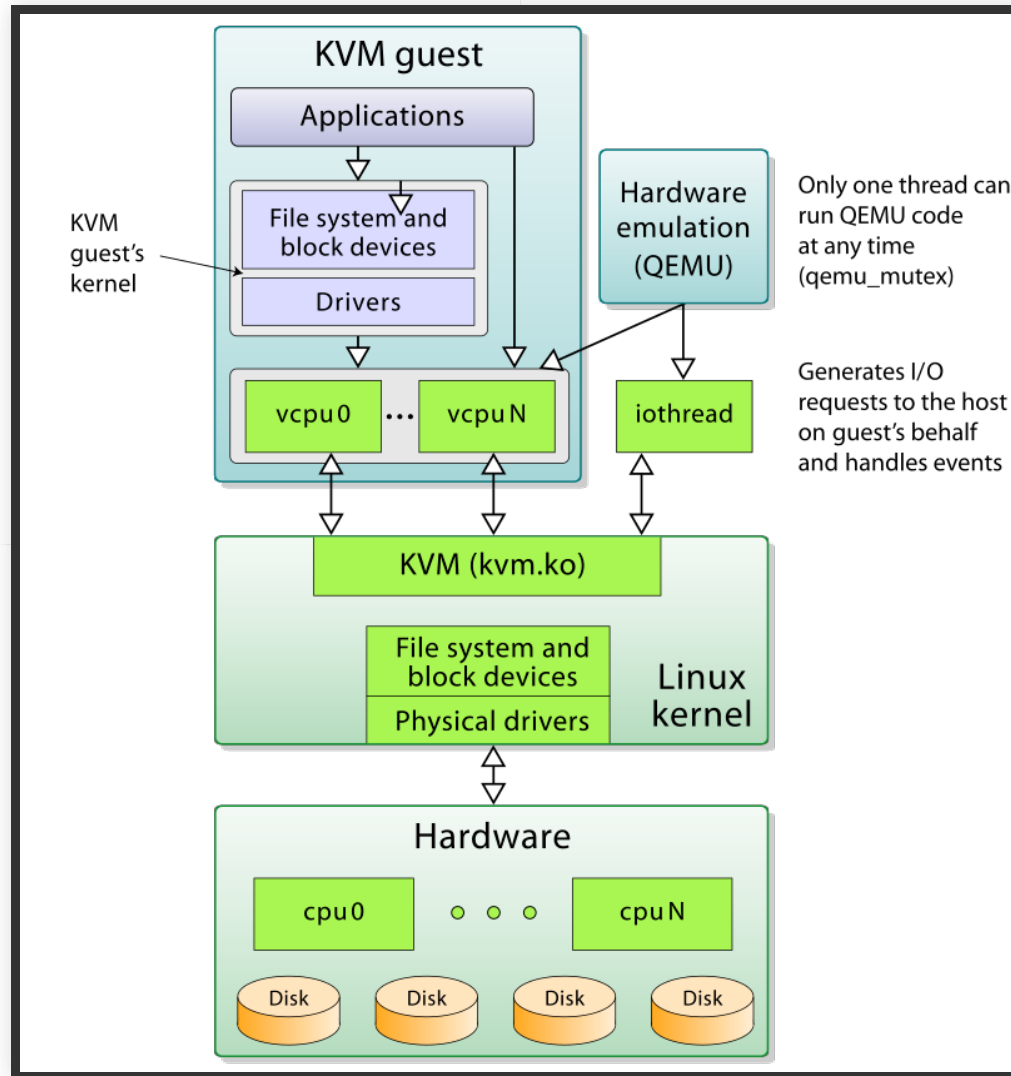 KVM guest
Applications
KVM
guest's
kernel
File system and
block devices
Drivers
Hardware
emulation
(QEMU)
Only one thread can
run QEMU code
at any time
(qemu_mutex)
vcpu0
...
vcpuN
iothread
Generates I/O
requests to the host
on guest's behalf
and handles events
KVM (kvm.ko)
File system and
block devices
Physical drivers
Linux
kernel
Hardware
cpu0
cpuN
Disk
Disk
Disk
Disk